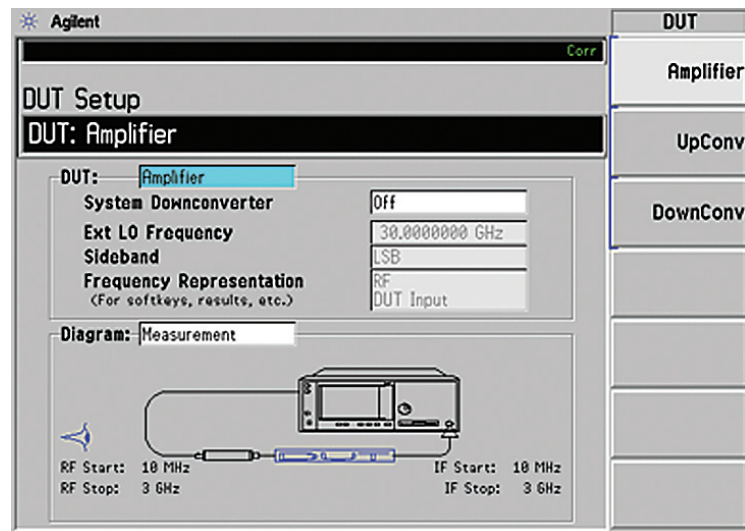 Agilent
DUT
Corr
Amplifier
DUT Setup
DUT: Amplifier
UpConv
DUT: Amplifier
System Downconverter Off
DownConv
Ext LO Frequency 30.0000000 GHz
Sideband LSB
Frequency Representation RF
(For softkeys, results, etc.) DUT Input
Diagram: Measurement
RF Start: 10 MHz IF Start: 10 MHz
RF Stop: 3 GHz IF Stop: 3 GHz